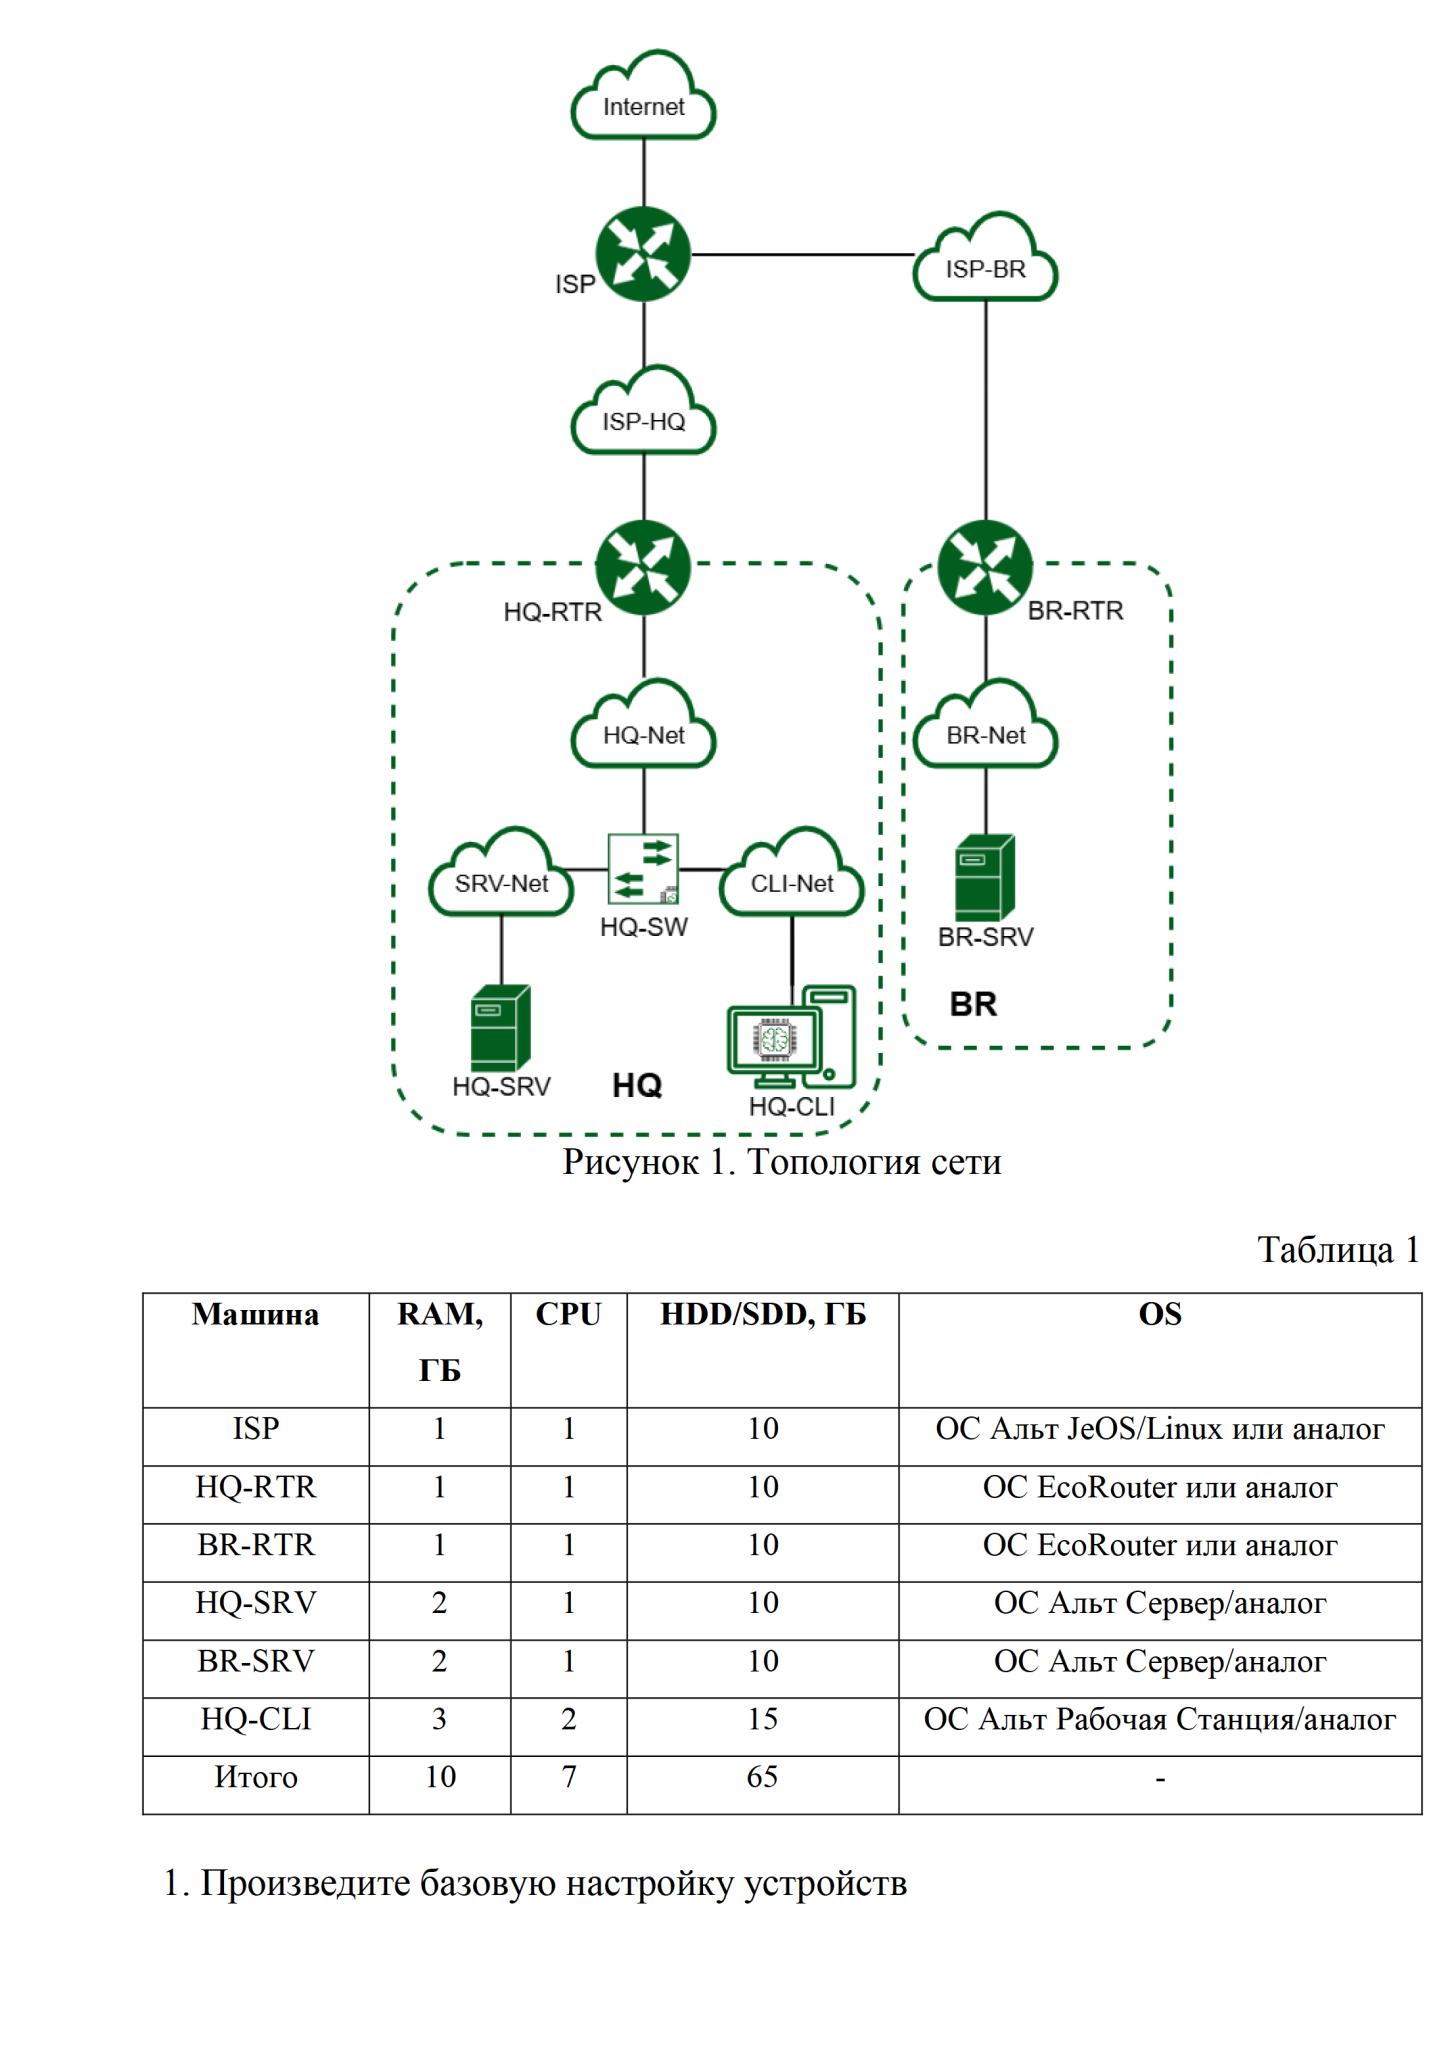 Internet
ISP
ISP-BR
ISP-HQ
HQ-RTR
BR-RTR
HQ-Net
BR-Net
SRV-Net
CLI-Net
HQ-SW
BR-SRV
BR
HQ-SRV
HQ
HQ-CLI
Рисунок 1. Топология сети
Таблица 1
Машина RAM, ГБ CPU HDD/SDD, ГБ OS
ISP 1 1 10 ОС Альт JeOS/Linux или аналог
HQ-RTR 1 1 10 ОС EcoRouter или аналог
BR-RTR 1 1 10 ОС EcoRouter или аналог
HQ-SRV 2 1 10 ОС Альт Сервер/аналог
BR-SRV 2 1 10 ОС Альт Сервер/аналог
HQ-CLI 3 2 15 ОС Альт Рабочая Станция/аналог
Итого 10 7 65 -
1. Произведите базовую настройку устройств